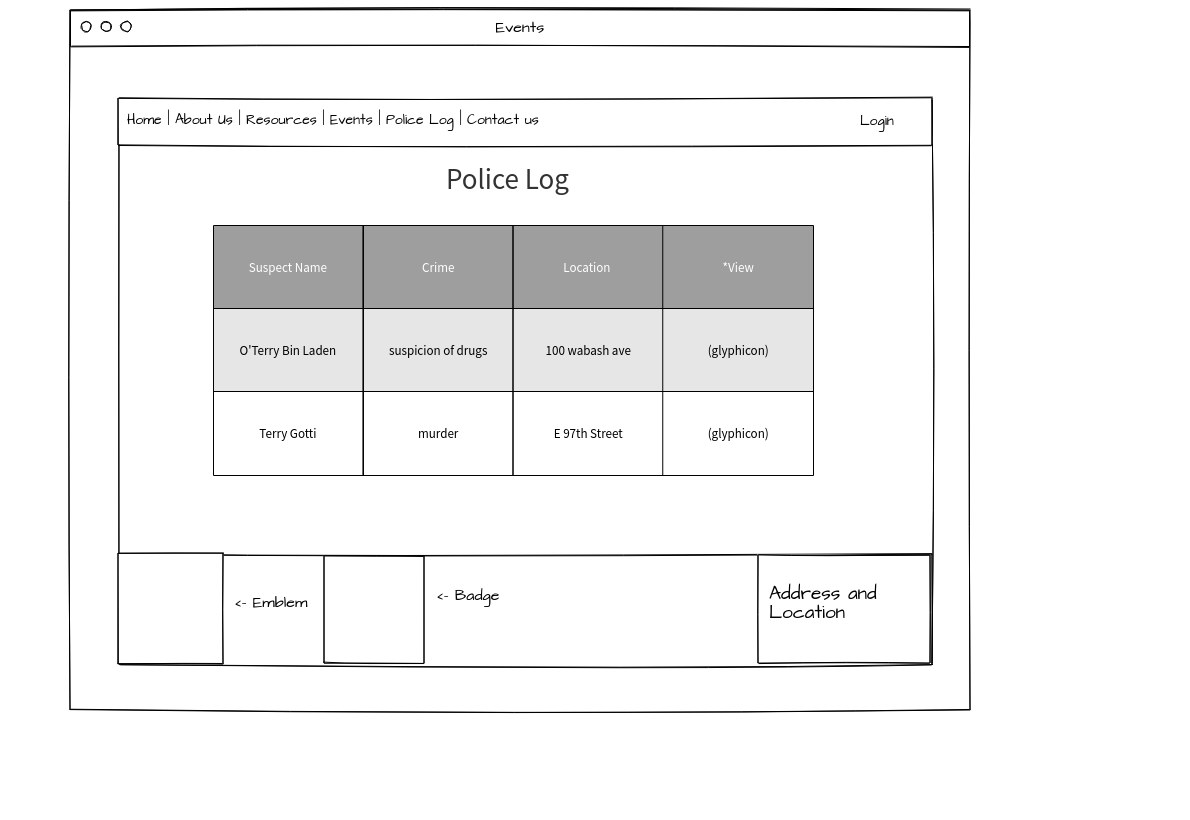 Events
Home | About Us | Resources | Events | Police Log | Contact us
Login
Police Log
Suspect Name Crime Location *View
O'Terry Bin Laden suspicion of drugs 100 wabash ave (glyphicon)
Terry Gotti murder E 97th Street (glyphicon)
<- Emblem
<- Badge
Address and
Location